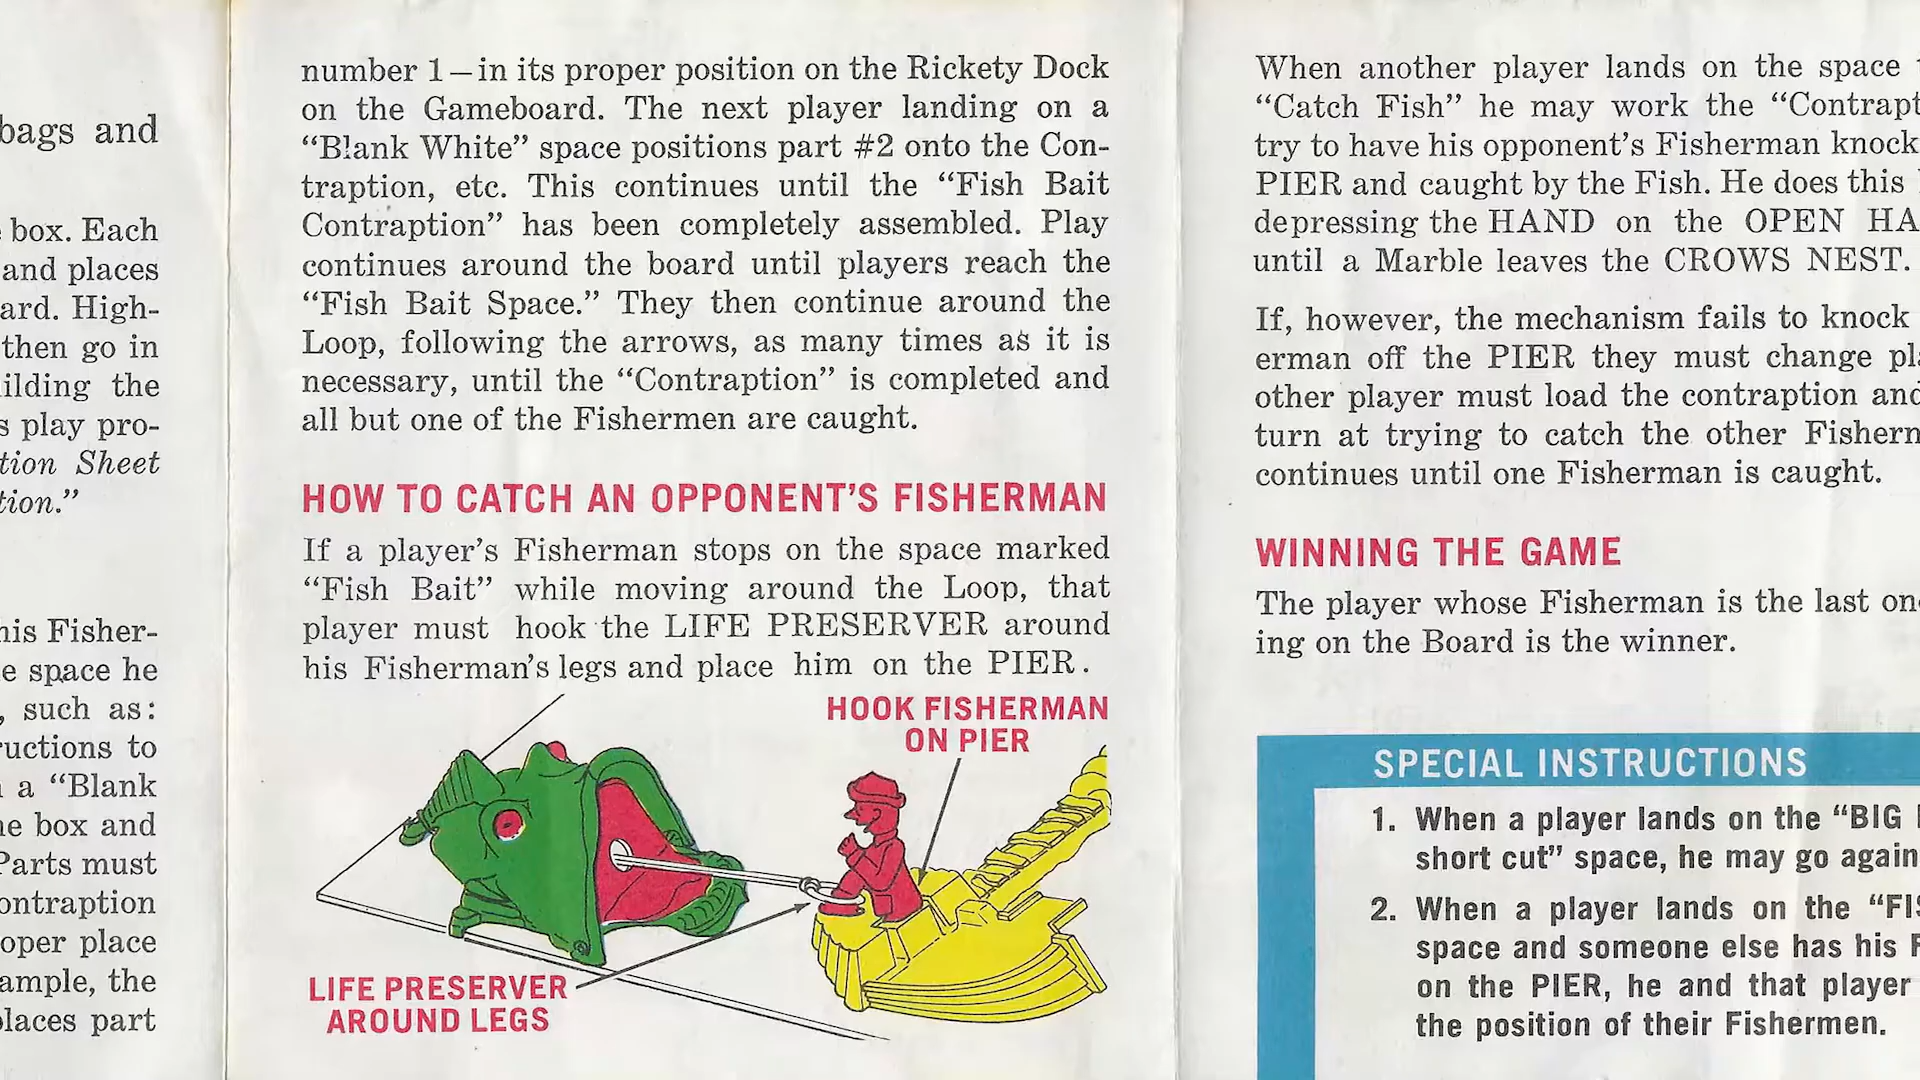 bags and
box. Each
and places
ard. High-
then go in
ilding the
s play pro-
tion Sheet
tion."
his Fisher-
e space he
, such as:
ructions to
a "Blank
he box and
Parts must
ontraption
oper place
ample, the
places part
number 1—in its proper position on the Rickety Dock
on the Gameboard. The next player landing on a
"Blank White" space positions part #2 onto the Con-
traption, etc. This continues until the "Fish Bait
Contraption" has been completely assembled. Play
continues around the board until players reach the
"Fish Bait Space." They then continue around the
Loop, following the arrows, as many times as it is
necessary, until the "Contraption" is completed and
all but one of the Fishermen are caught.
HOW TO CATCH AN OPPONENT'S FISHERMAN
If a player's Fisherman stops on the space marked
"Fish Bait" while moving around the Loop, that
player must hook the LIFE PRESERVER around
his Fisherman's legs and place him on the PIER.
HOOK FISHERMAN
ON PIER
LIFE PRESERVER
AROUND LEGS
When another player lands on the space
"Catch Fish" he may work the "Contrapt
try to have his opponent's Fisherman knock
PIER and caught by the Fish. He does this
depressing the HAND on the OPEN HA
until a Marble leaves the CROWS NEST.
If, however, the mechanism fails to knock
erman off the PIER they must change pla
other player must load the contraption and
turn at trying to catch the other Fishern
continues until one Fisherman is caught.
WINNING THE GAME
The player whose Fisherman is the last on
ing on the Board is the winner.
SPECIAL INSTRUCTIONS
1. When a player lands on the "BIG
short cut" space, he may go again
2. When a player lands on the "FIS
space and someone else has his F
on the PIER, he and that player
the position of their Fishermen.